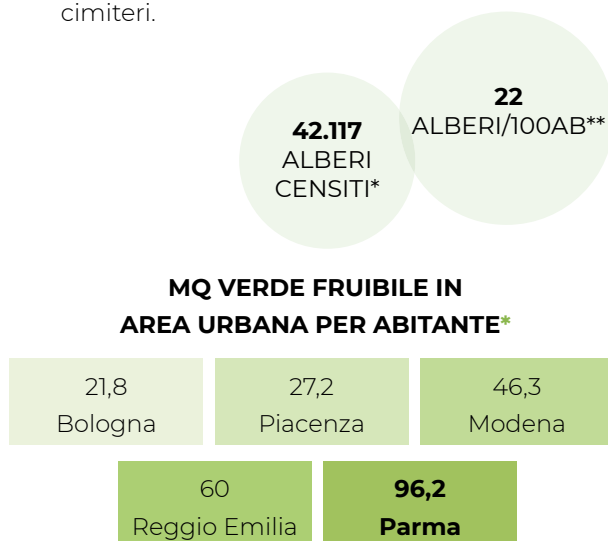 cimiteri.
42.117
ALBERI
CENSITI*
22
ALBERI/100AB**
MQ VERDE FRUIBILE IN
AREA URBANA PER ABITANTE*
21,8
Bologna
27,2
Piacenza
46,3
Modena
60
Reggio Emilia
96,2
Parma